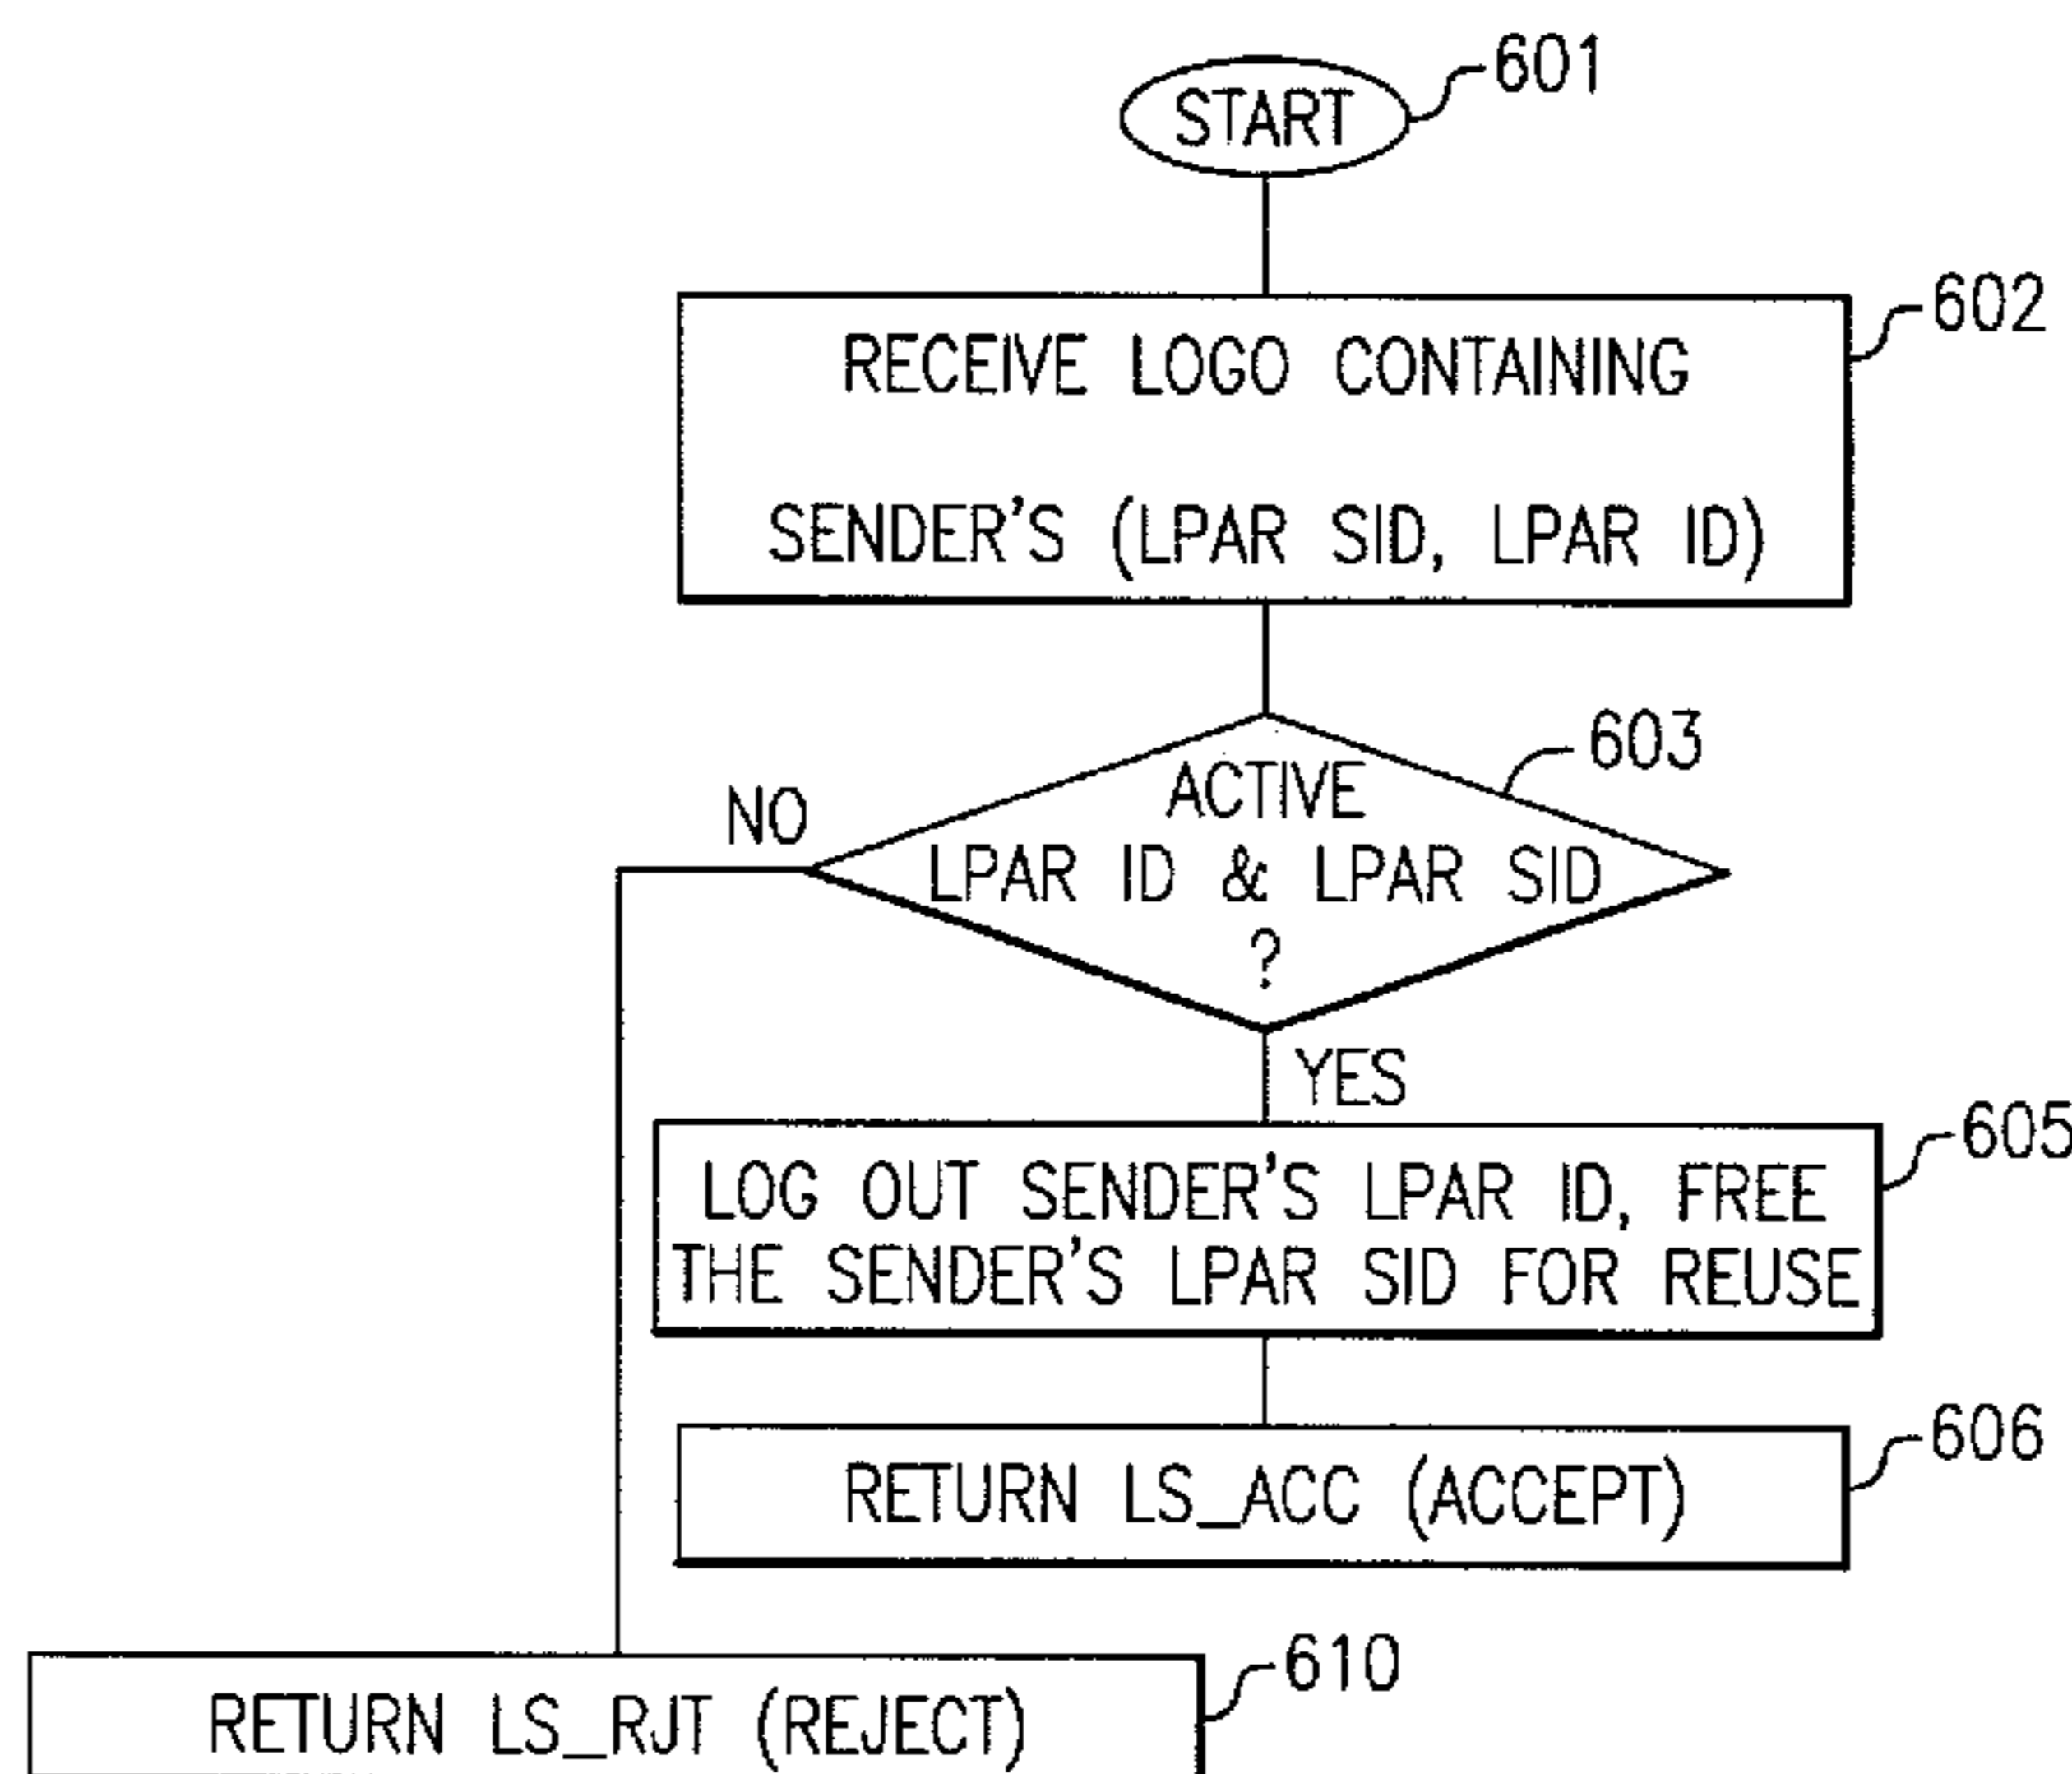 START
601
602
RECEIVE LOGO CONTAINING
SENDER'S (LPAR SID, LPAR ID)
603
NO
ACTIVE
LPAR ID & LPAR SID
?
YES
605
LOG OUT SENDER'S LPAR ID, FREE
THE SENDER'S LPAR SID FOR REUSE
606
RETURN LS_ACC (ACCEPT)
610
RETURN LS_RJT (REJECT)